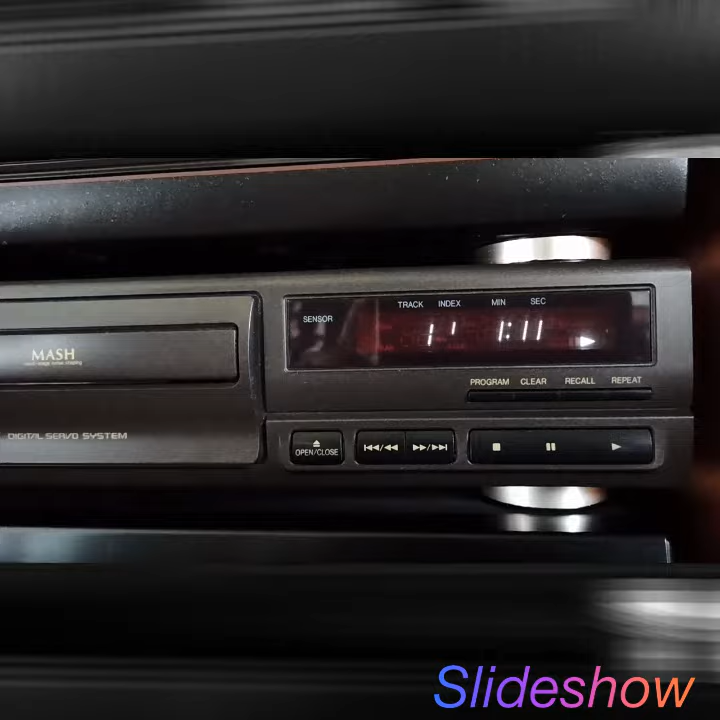 TRACK INDEX MIN SEC
SENSOR
1 1 1:11
MASH
PROGRAM CLEAR RECALL REPEAT
DIGITAL SERVO SYSTEM
OPEN/CLOSE
Slideshow